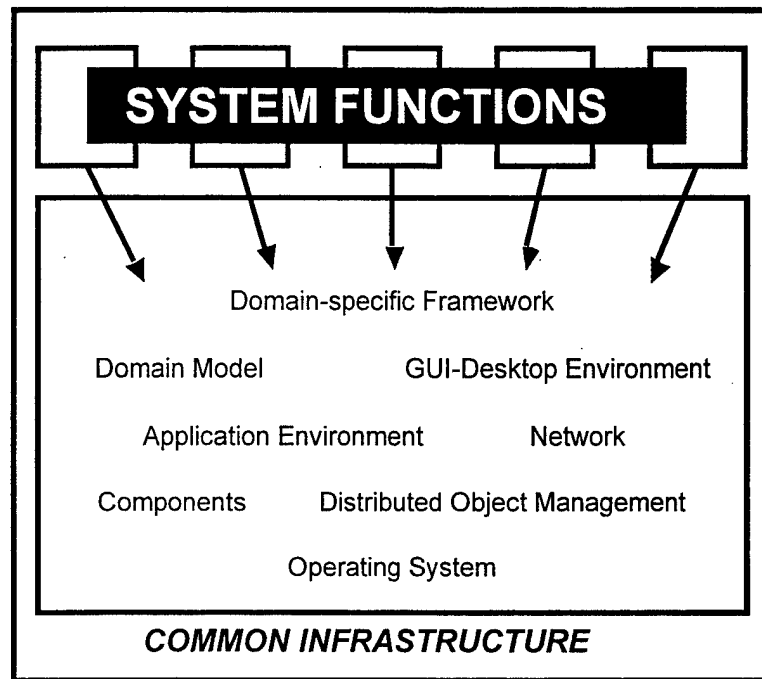 SYSTEM FUNCTIONS
Domain-specific Framework
Domain Model GUI-Desktop Environment
Application Environment Network
Components Distributed Object Management
Operating System
COMMON INFRASTRUCTURE